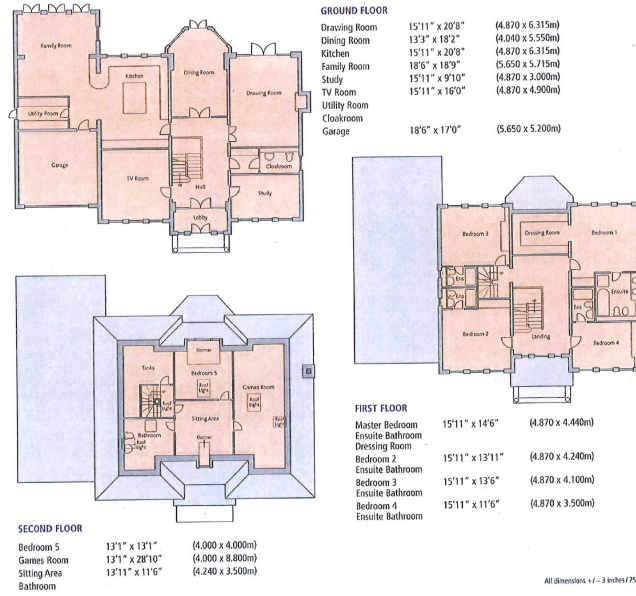 GROUND FLOOR
Drawing Room 15'11" x 20'8" (4.870 x 6.315m)
Dining Room 13'3" x 18'2" (4.040 x 5.550m)
Kitchen 15'11" x 20'8" (4.870 x 6.315m)
Family Room 18'6" x 18'9" (5.650 x 5.715m)
Study 15'11" x 9'10" (4.870 x 3.000m)
TV Room 15'11" x 16'0" (4.870 x 4.900m)
Utility Room
Cloakroom
Garage 18'6" x 17'0" (5.650 x 5.200m)
Family Room
Kitchen
Dining Room
Drawing Room
Utility Room
Garage
TV Room
Hall
Cloakroom
Study
Lobby
Bedroom 3
Dressing Room
Bedroom 1
Ens
Ens
Ensuite
Ens
Bedroom 2
Landing
Bedroom 4
Dormer
Tanks
Bedroom 5
Roof Light
Games Room
Roof Light
Roof Light
Sitting Area
Roof Light
Bathroom
Roof Light
Dormer
FIRST FLOOR
Master Bedroom 15'11" x 14'6" (4.870 x 4.440m)
Ensuite Bathroom
Dressing Room
Bedroom 2 15'11" x 13'11" (4.870 x 4.240m)
Ensuite Bathroom
Bedroom 3 15'11" x 13'6" (4.870 x 4.100m)
Ensuite Bathroom
Bedroom 4 15'11" x 11'6" (4.870 x 3.500m)
Ensuite Bathroom
SECOND FLOOR
Bedroom 5 13'1" x 13'1" (4.000 x 4.000m)
Games Room 13'1" x 28'10" (4.000 x 8.800m)
Sitting Area 13'11" x 11'6" (4.240 x 3.500m)
Bathroom
All dimensions +/- 3 inches/75